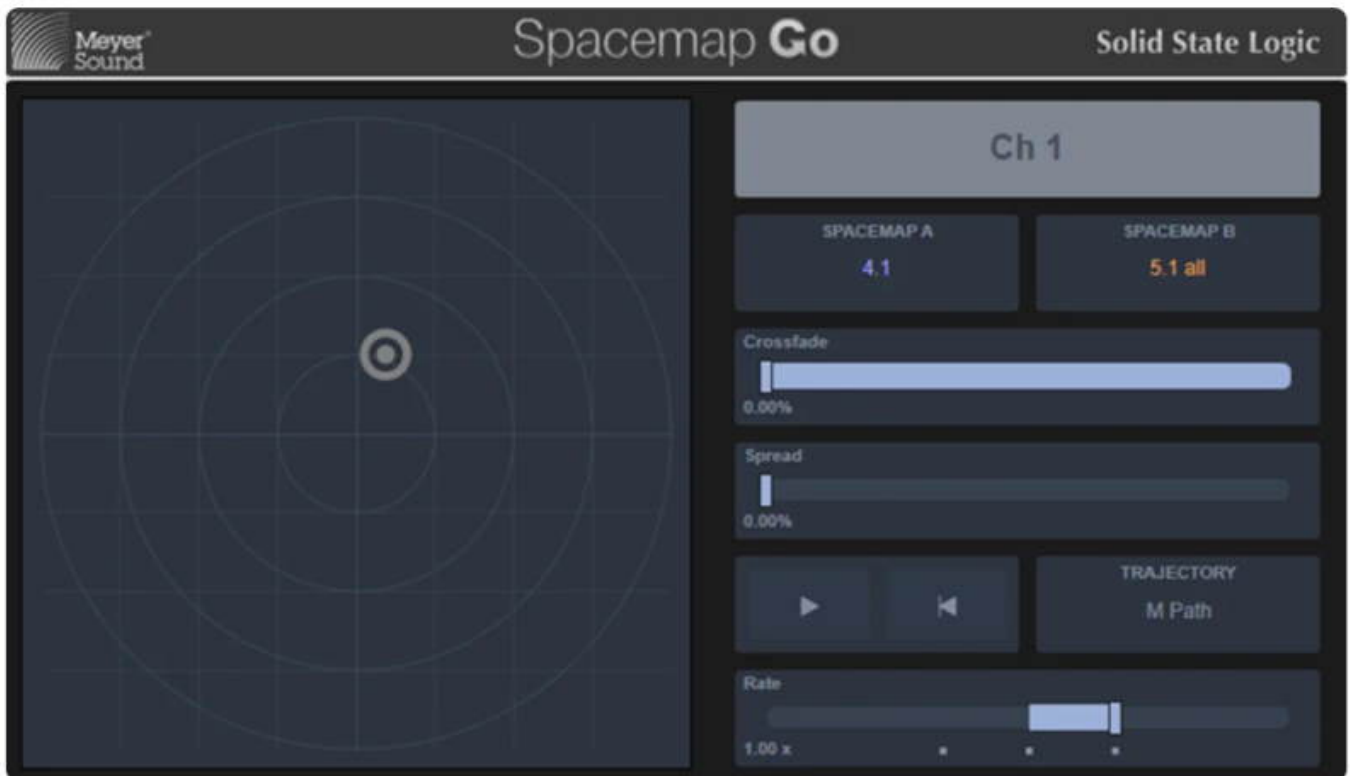 Meyer
Sound
Spacemap Go
Solid State Logic
Ch 1
SPACEMAP A
4.1
SPACEMAP B
5.1 all
Crossfade
0.00%
Spread
0.00%
TRAJECTORY
M Path
Rate
1.00 x